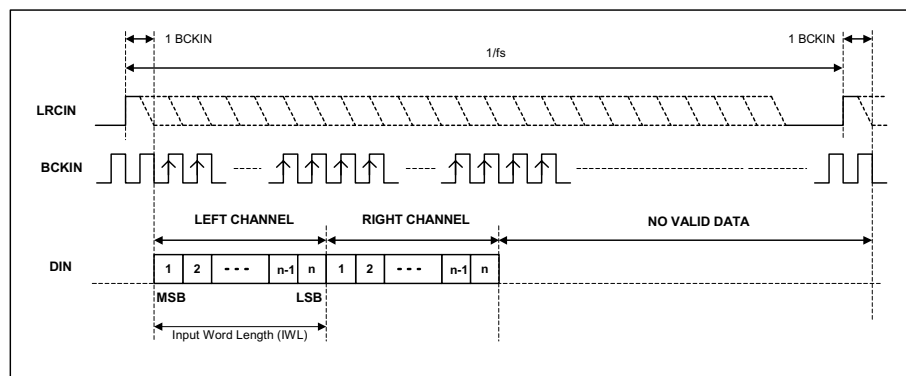 1 BCKIN
1 BCKIN
1/fs
LRCIN
BCKIN
LEFT CHANNEL
RIGHT CHANNEL
NO VALID DATA
DIN
1 2 n-1 n 1 2 n-1 n
MSB
LSB
Input Word Length (IWL)